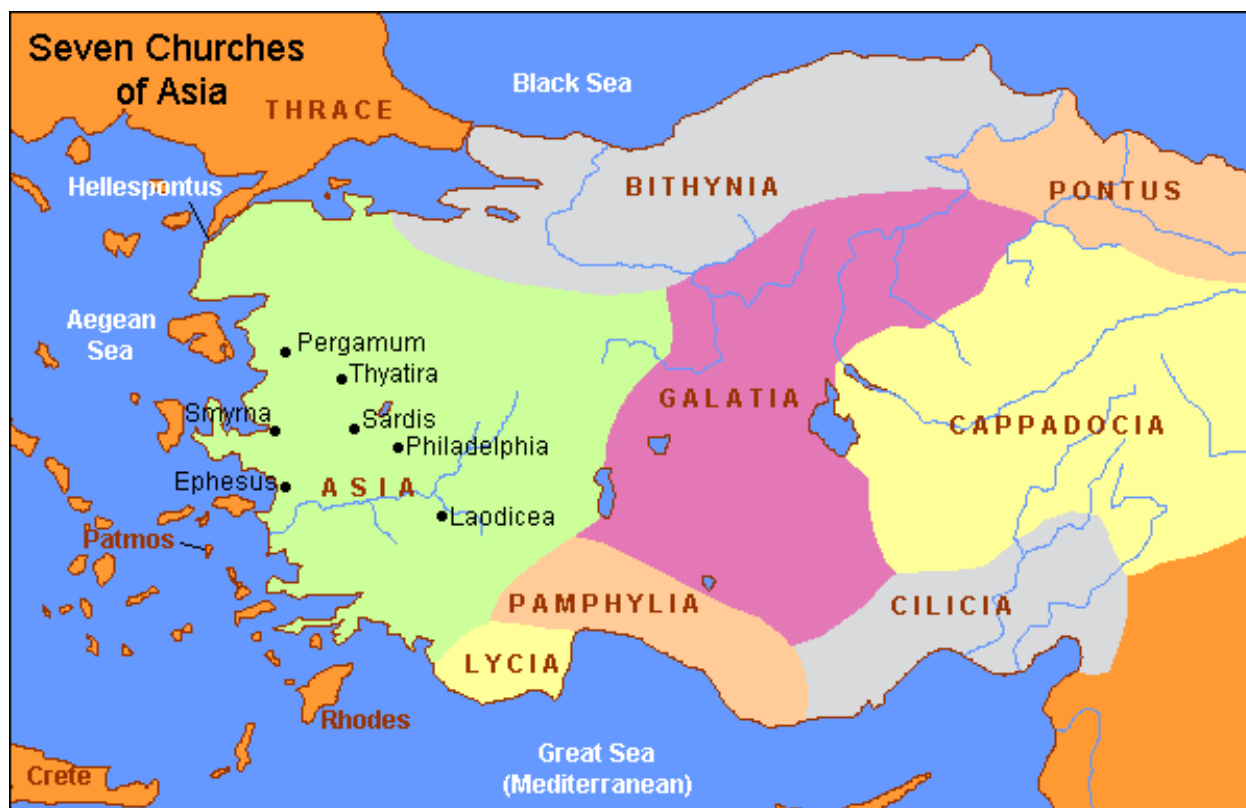 Seven Churches
of Asia
THRACE
Black Sea
Hellespontus
BITHYNIA
PONTUS
Aegean
Sea
Pergamum
Thyatira
GALATIA
CAPPADOCIA
Smyrna
Sardis
Philadelphia
Ephesus
ASIA
Laodicea
Patmos
PAMPHYLIA
CILICIA
LYCIA
Rhodes
Great Sea
(Mediterranean)
Crete